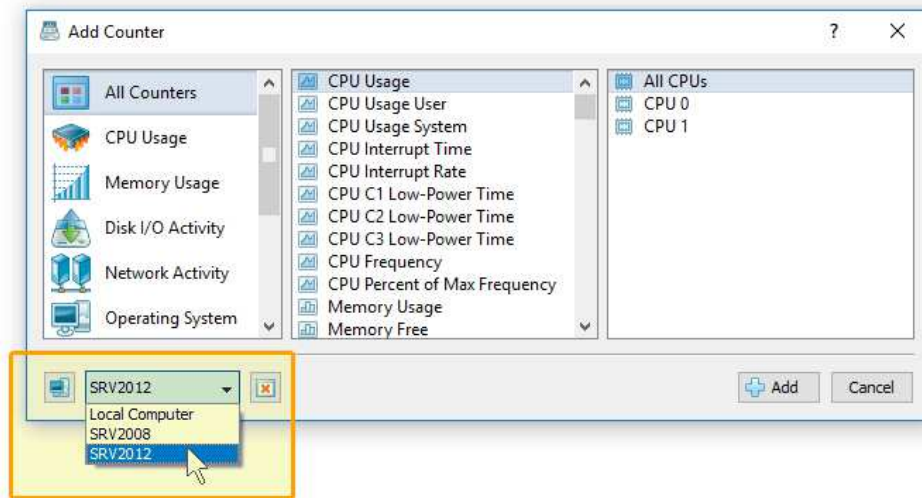 Add Counter
?
All Counters
CPU Usage
Memory Usage
Disk I/O Activity
Network Activity
Operating System
CPU Usage
CPU Usage User
CPU Usage System
CPU Interrupt Time
CPU Interrupt Rate
CPU C1 Low-Power Time
CPU C2 Low-Power Time
CPU C3 Low-Power Time
CPU Frequency
CPU Percent of Max Frequency
Memory Usage
Memory Free
All CPUs
CPU 0
CPU 1
SRV2012
Add
Cancel
Local Computer
SRV2008
SRV2012